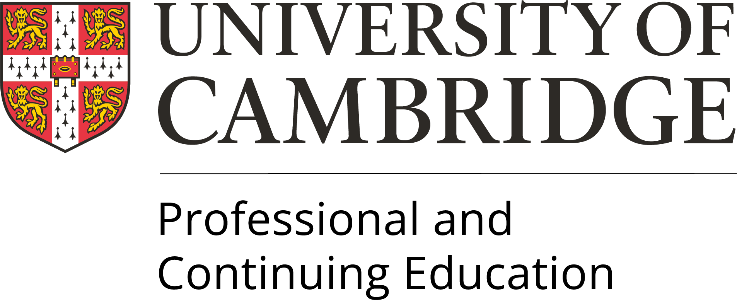 UNIVERSITY OF
CAMBRIDGE
Professional and
Continuing Education